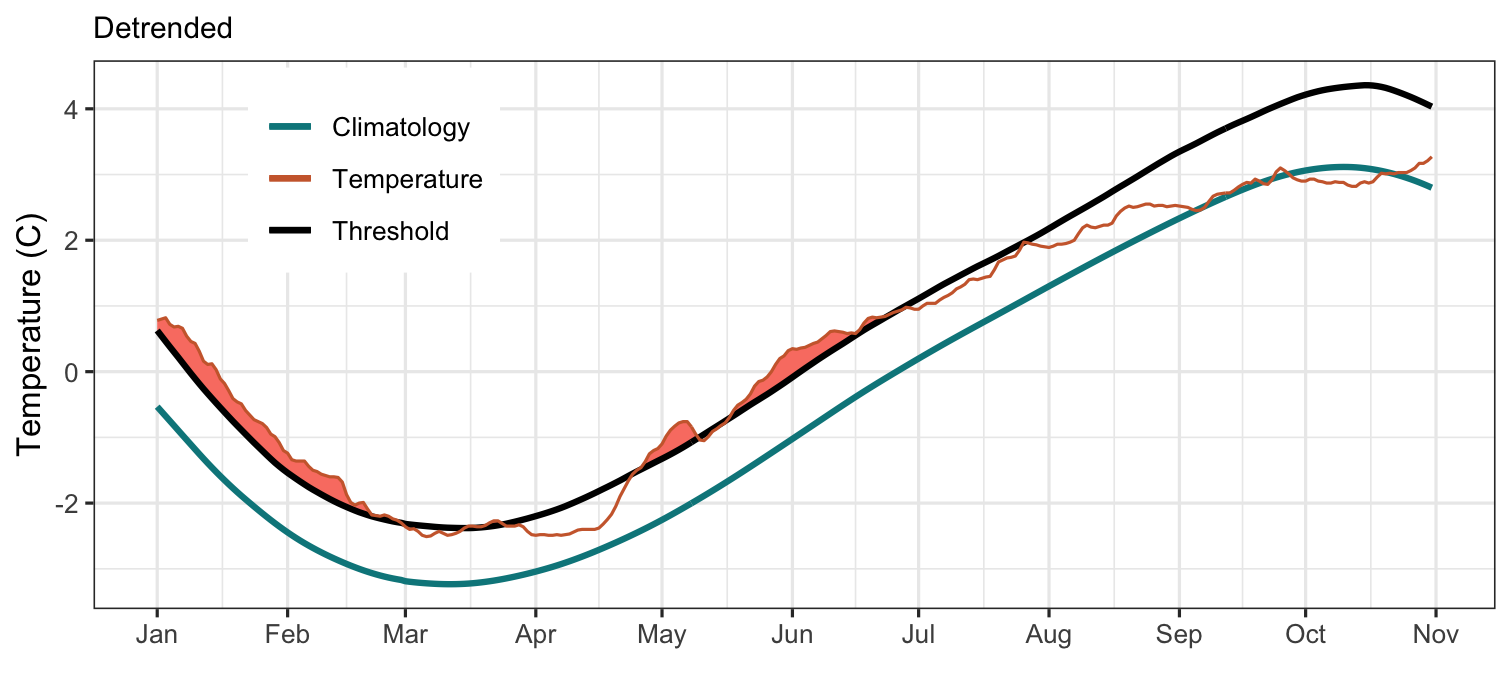 Detrended
Temperature (C)
4
2
0
-2
Climatology
Temperature
Threshold
Jan Feb Mar Apr May Jun Jul Aug Sep Oct Nov